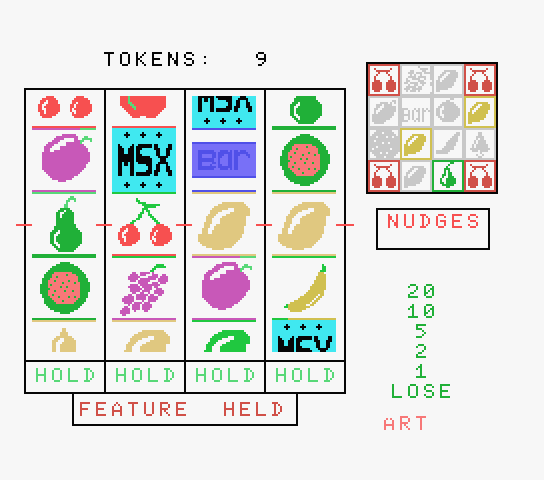 TOKENS: 9
MSX
Bar
MSX
Bar
NUDGES
20
10
5
2
1
LOSE
HOLD HOLD HOLD HOLD
FEATURE HELD
ART